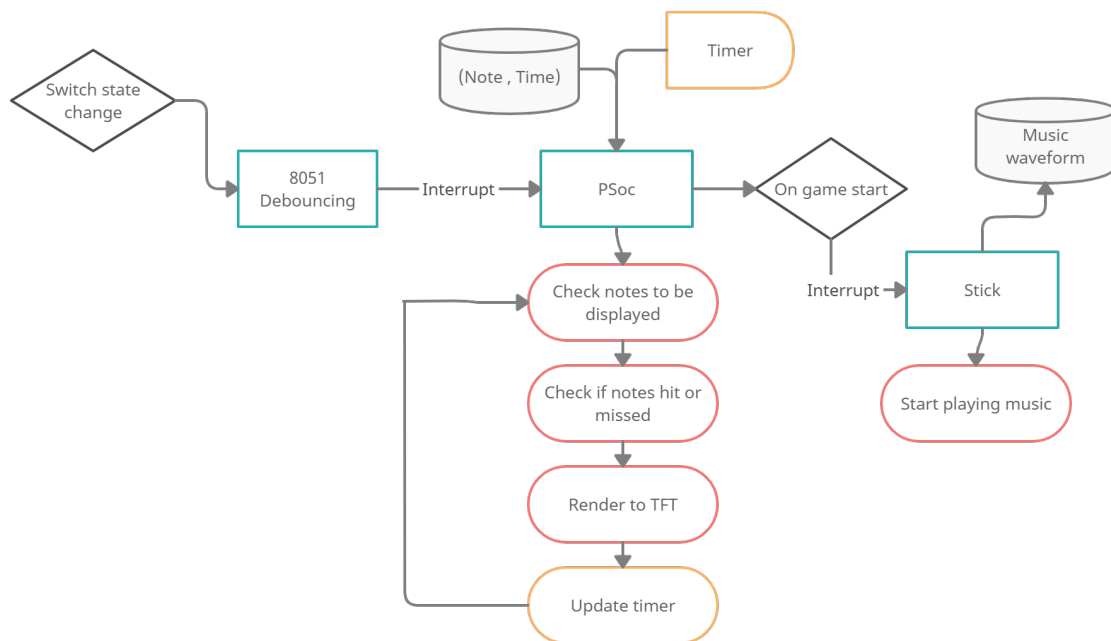 Timer
(Note , Time)
Switch state
change
Music
waveform
8051
Debouncing
Interrupt
PSoc
On game start
Interrupt
Stick
Check notes to be
displayed
Check if notes hit or
missed
Start playing music
Render to TFT
Update timer